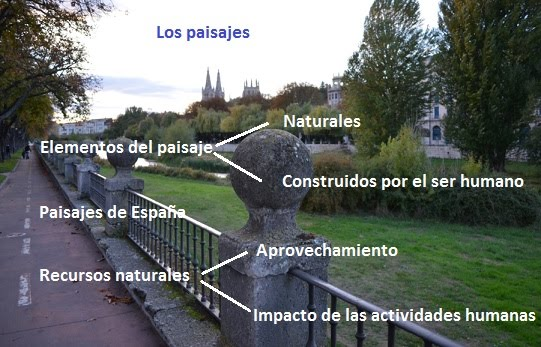 Los paisajes
Naturales
Elementos del paisaje
Construidos por el ser humano
Paisajes de España
Aprovechamiento
Recursos naturales
Impacto de las actividades humanas